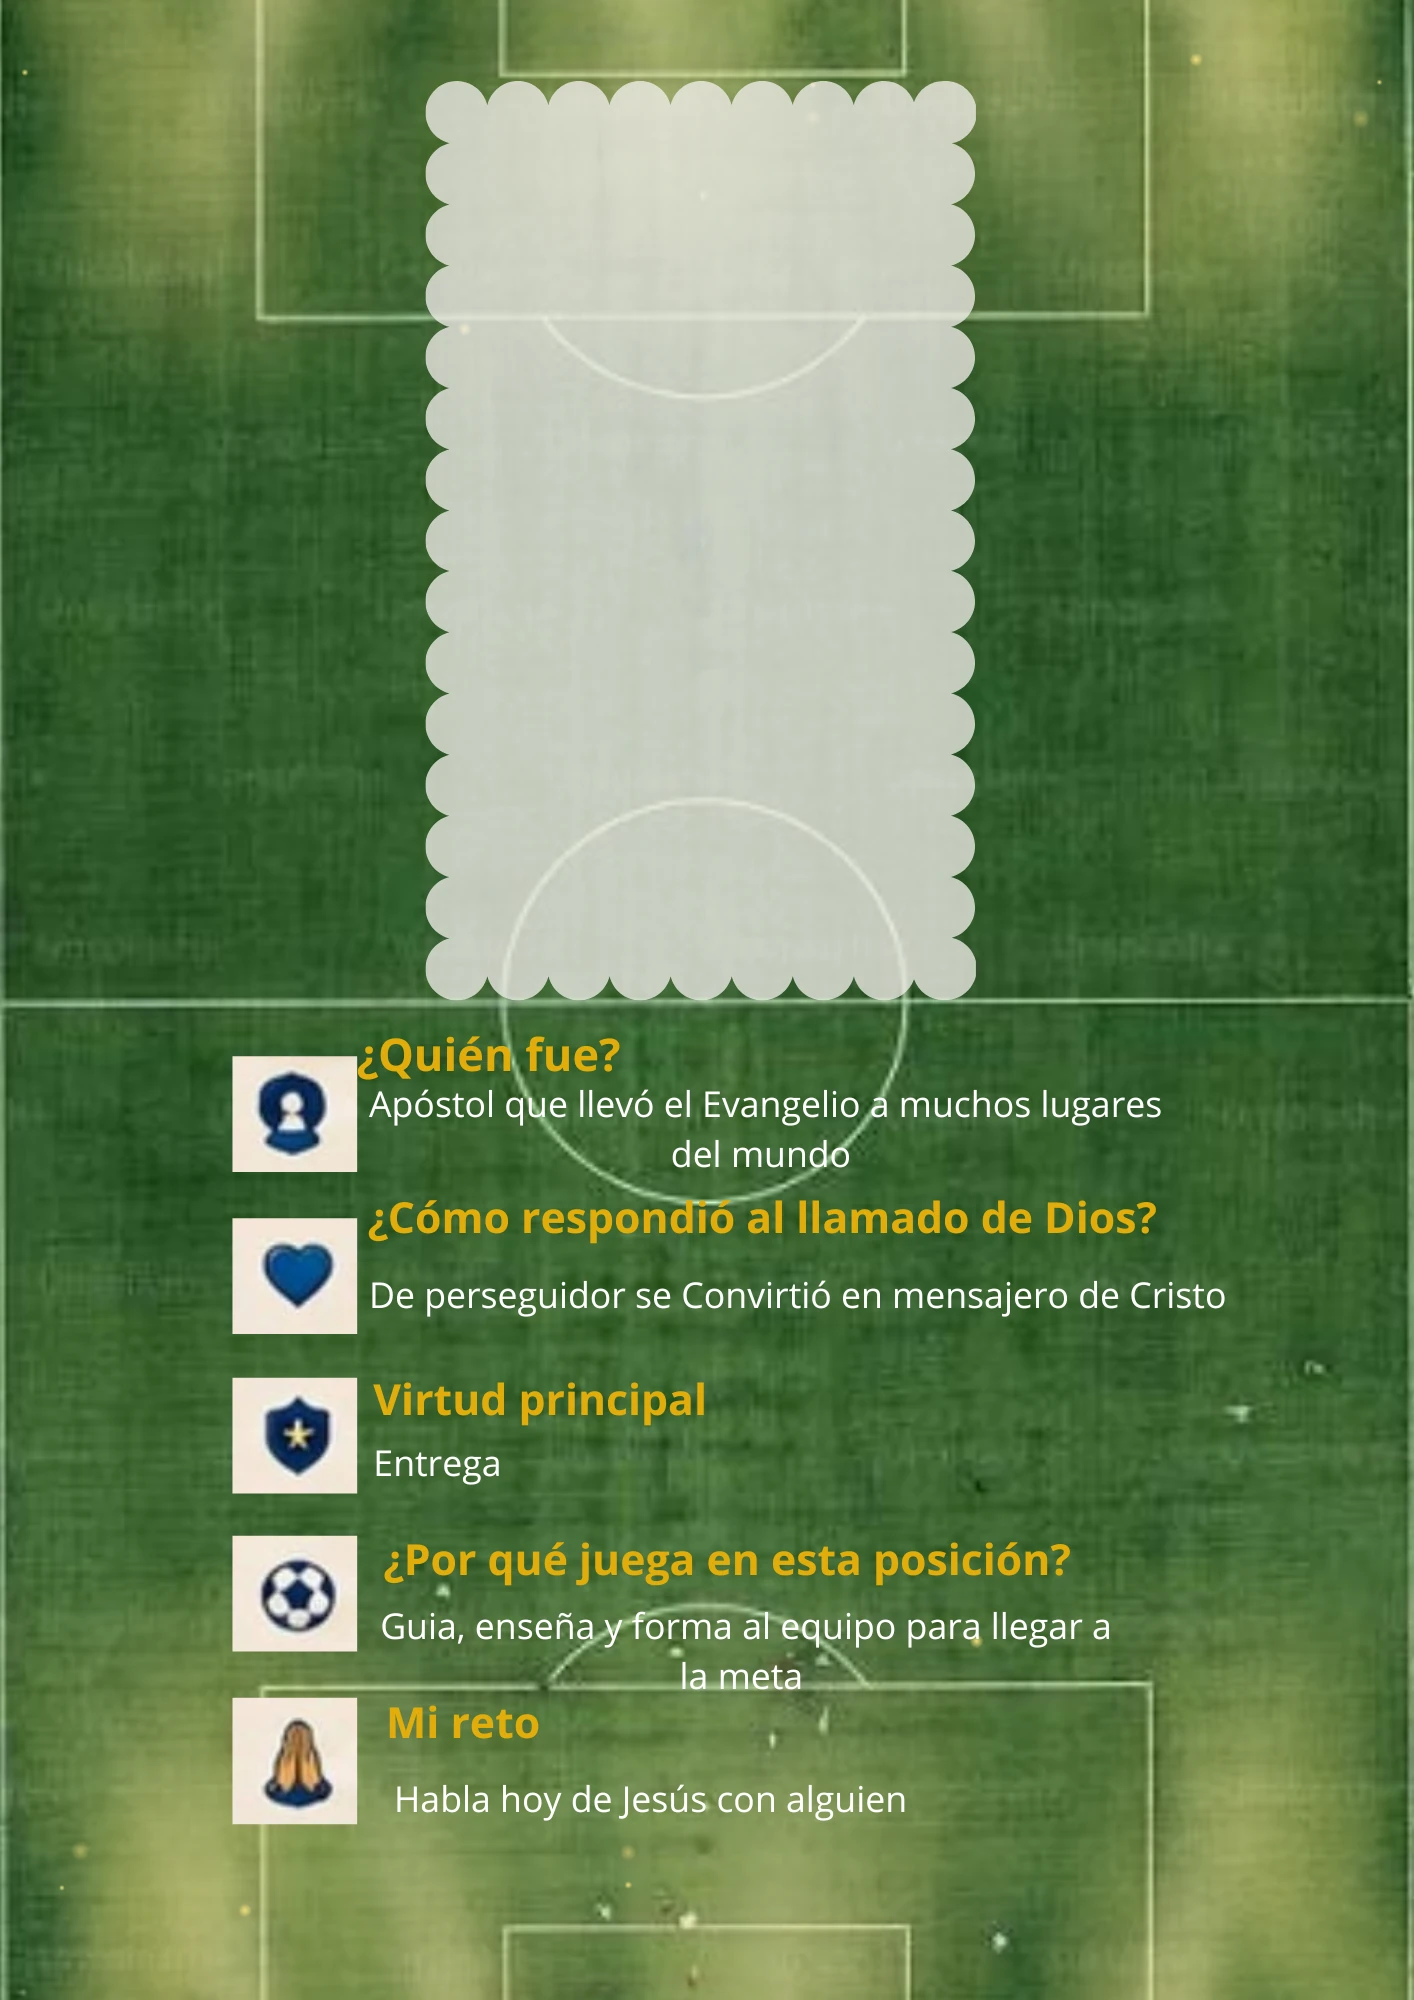 ¿Quién fue?
Apóstol que llevó el Evangelio a muchos lugares
del mundo
¿Cómo respondió al llamado de Dios?
De perseguidor se Convirtió en mensajero de Cristo
Virtud principal
Entrega
¿Por qué juega en esta posición?
Guia, enseña y forma al equipo para llegar a
la meta
Mi reto
Habla hoy de Jesús con alguien